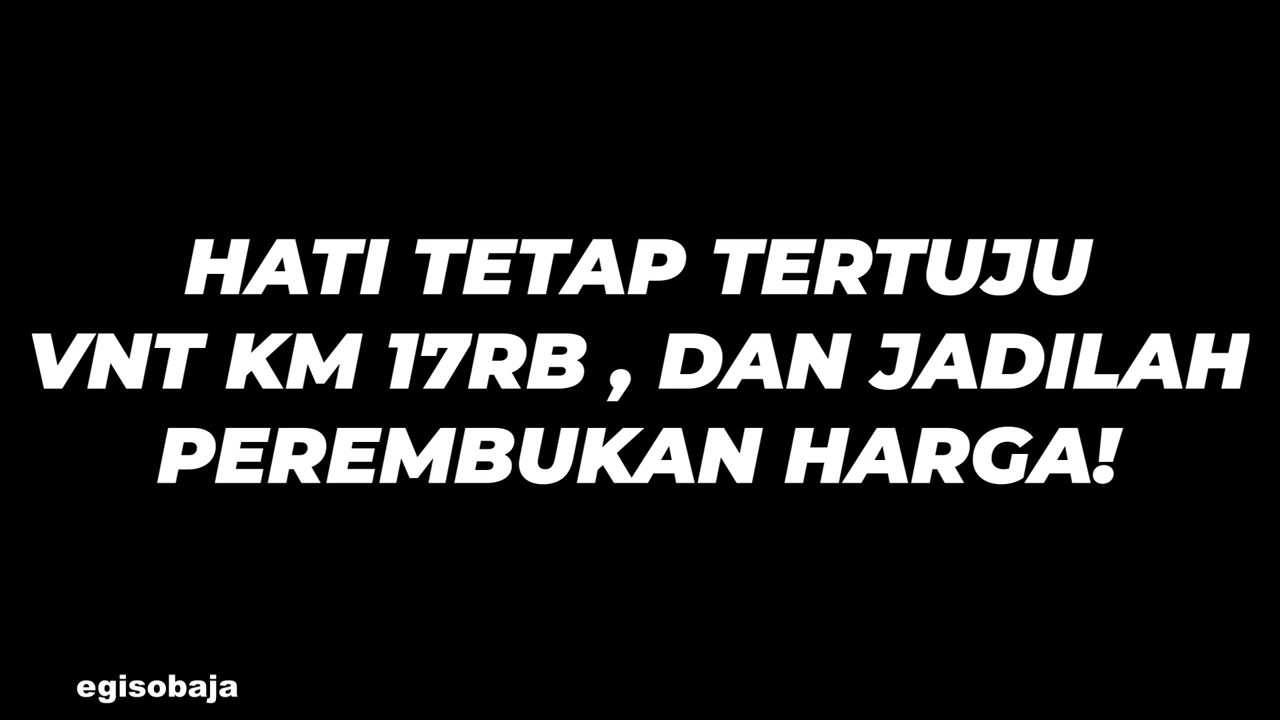 HATI TETAP TERTUJU
VNT KM 17RB , DAN JADILAH
PEREMBUKAN HARGA!
egisobaja